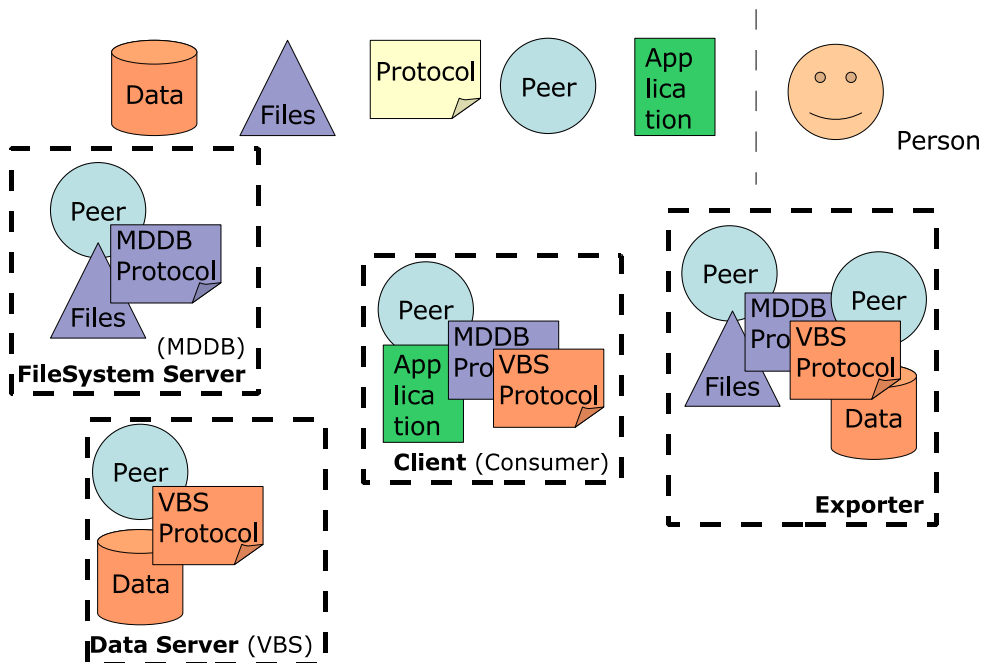 Data
Files
Protocol
Peer
App
lica
tion
Person
Peer
MDDB
Protocol
Files
(MDDB)
FileSystem Server
Peer
MDDB
Pro
App
lica
tion
VBS
Protocol
Client (Consumer)
Peer
Peer
MDDB
Pro
VBS
Protocol
Files
Data
Exporter
Peer
VBS
Protocol
Data
Data Server (VBS)